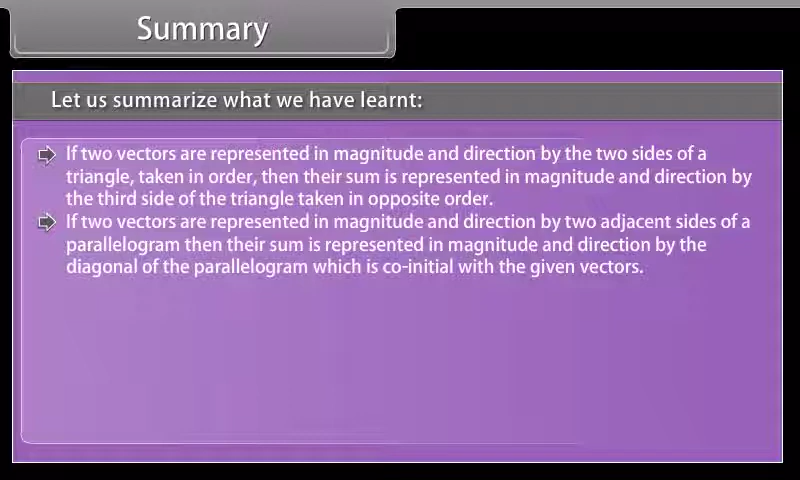 Summary
Let us summarize what we have learnt:
If two vectors are represented in magnitude and direction by the two sides of a
triangle, taken in order, then their sum is represented in magnitude and direction by
the third side of the triangle taken in opposite order.
If two vectors are represented in magnitude and direction by two adjacent sides of a
parallelogram then their sum is represented in magnitude and direction by the
diagonal of the parallelogram which is co-initial with the given vectors.